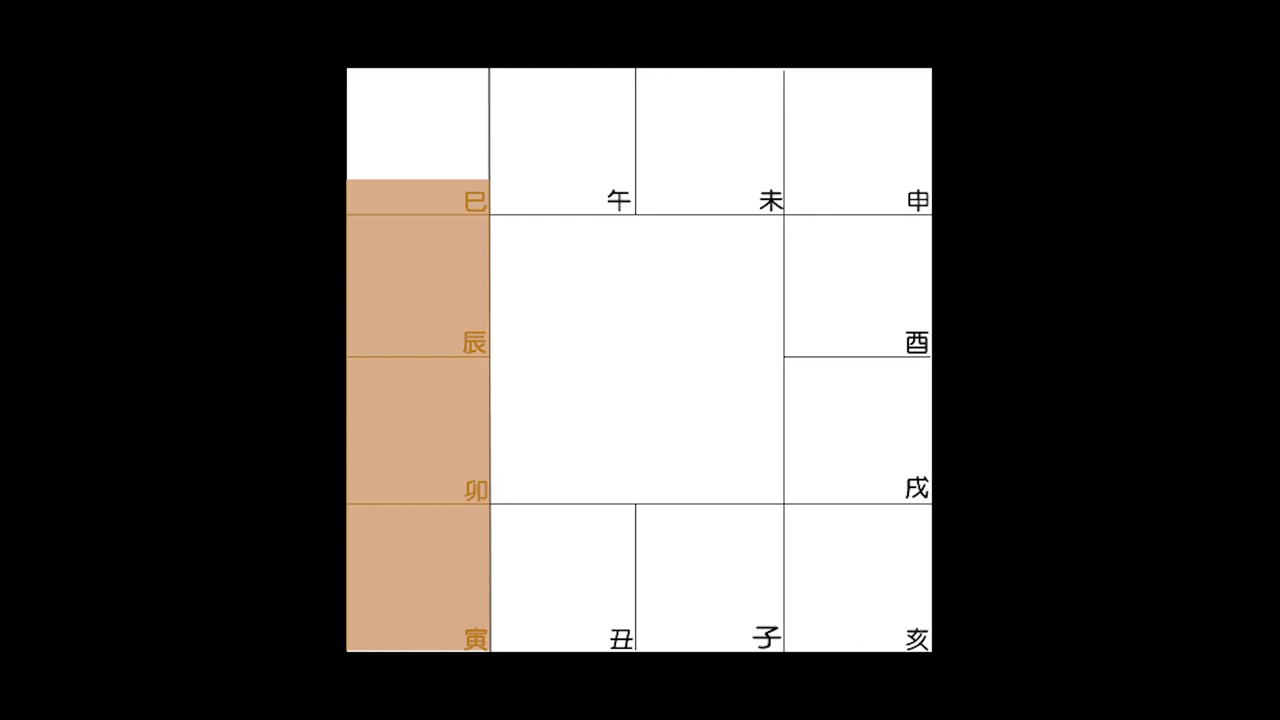 巳 午 未 申
辰 酉
卯 戌
寅 丑 子 亥